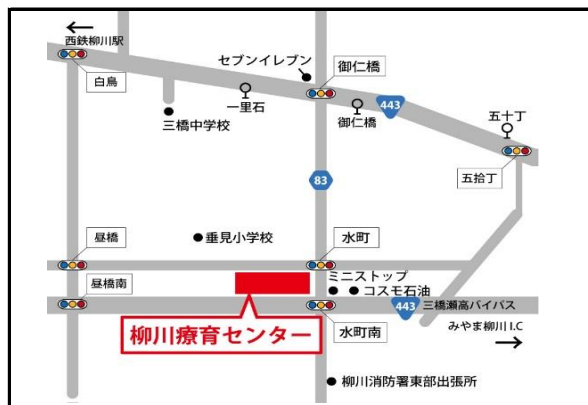 西鉄柳川駅
白鳥
セブンイレブン
御仁橋
三橋中学校
一里石
御仁橋
443
五十丁
五拾丁
83
昼橋
垂見小学校
水町
ミニストップ
コスモ石油
昼橋南
443
三橋瀬高バイパス
柳川療育センター
水町南
みやま柳川I.C
柳川消防署東部出張所